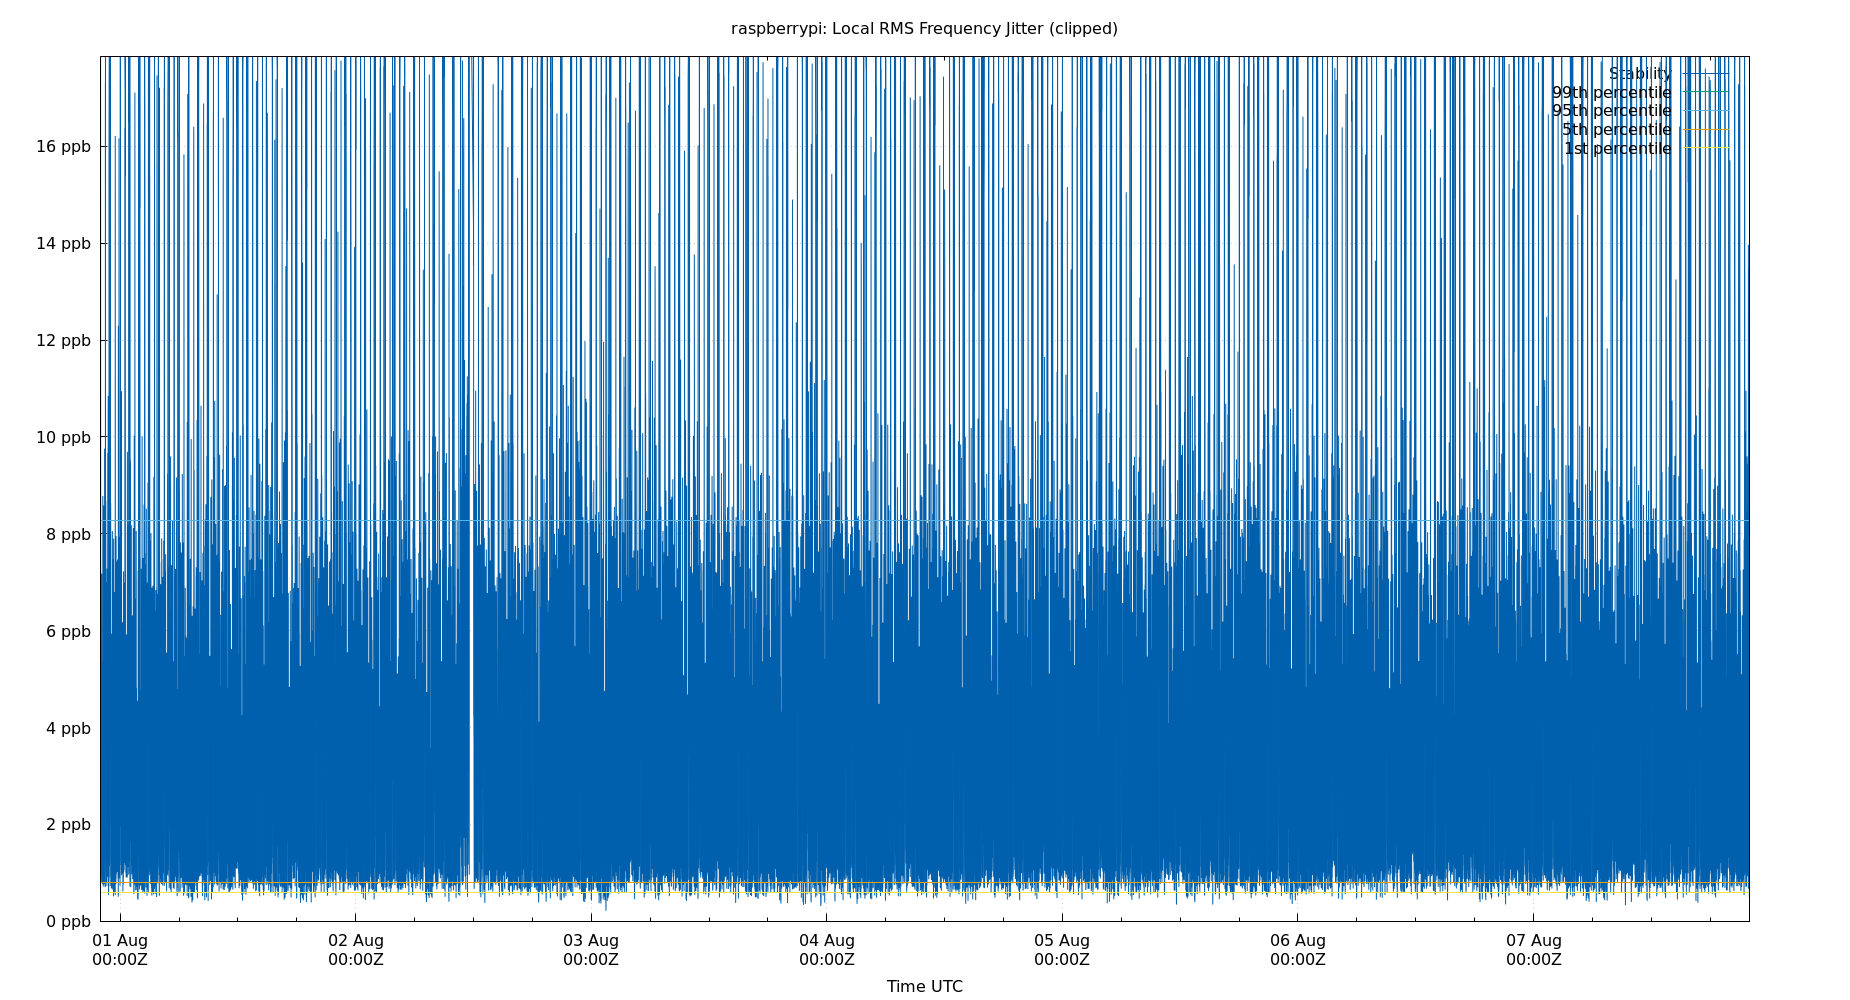 raspberrypi: Local RMS Frequency Jitter (clipped)
Stability
99th percentile
95th percentile
5th percentile
1st percentile
16 ppb
14 ppb
12 ppb
10 ppb
8 ppb
6 ppb
4 ppb
2 ppb
0 ppb
01 Aug 02 Aug 03 Aug 04 Aug 05 Aug 06 Aug 07 Aug
00:00Z 00:00Z 00:00Z 00:00Z 00:00Z 00:00Z 00:00Z
Time UTC